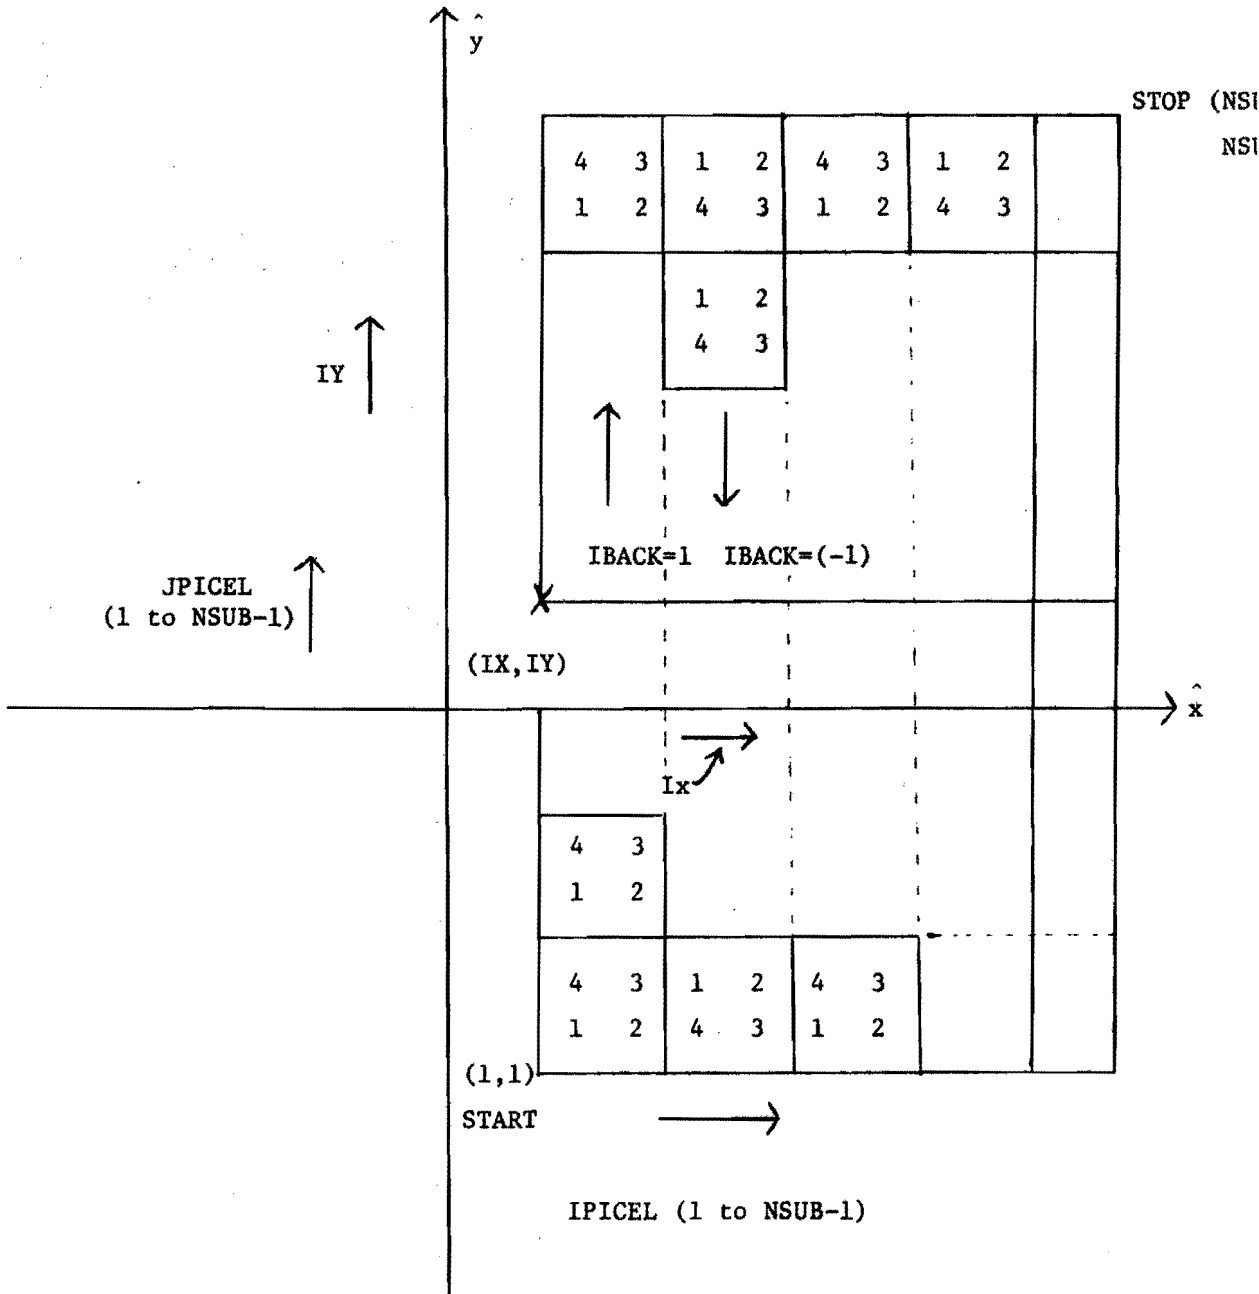 ŷ
STOP (NSU
NSU
4 3 1 2 4 3 1 2
1 2 4 3 1 2 4 3
1 2
4 3
IY
IBACK=1 IBACK=(-1)
JPICEL
(1 to NSUB-1)
(IX,IY)
x̂
Ix
4 3
1 2
4 3 1 2 4 3
1 2 4 3 1 2
(1,1)
START
IPICEL (1 to NSUB-1)